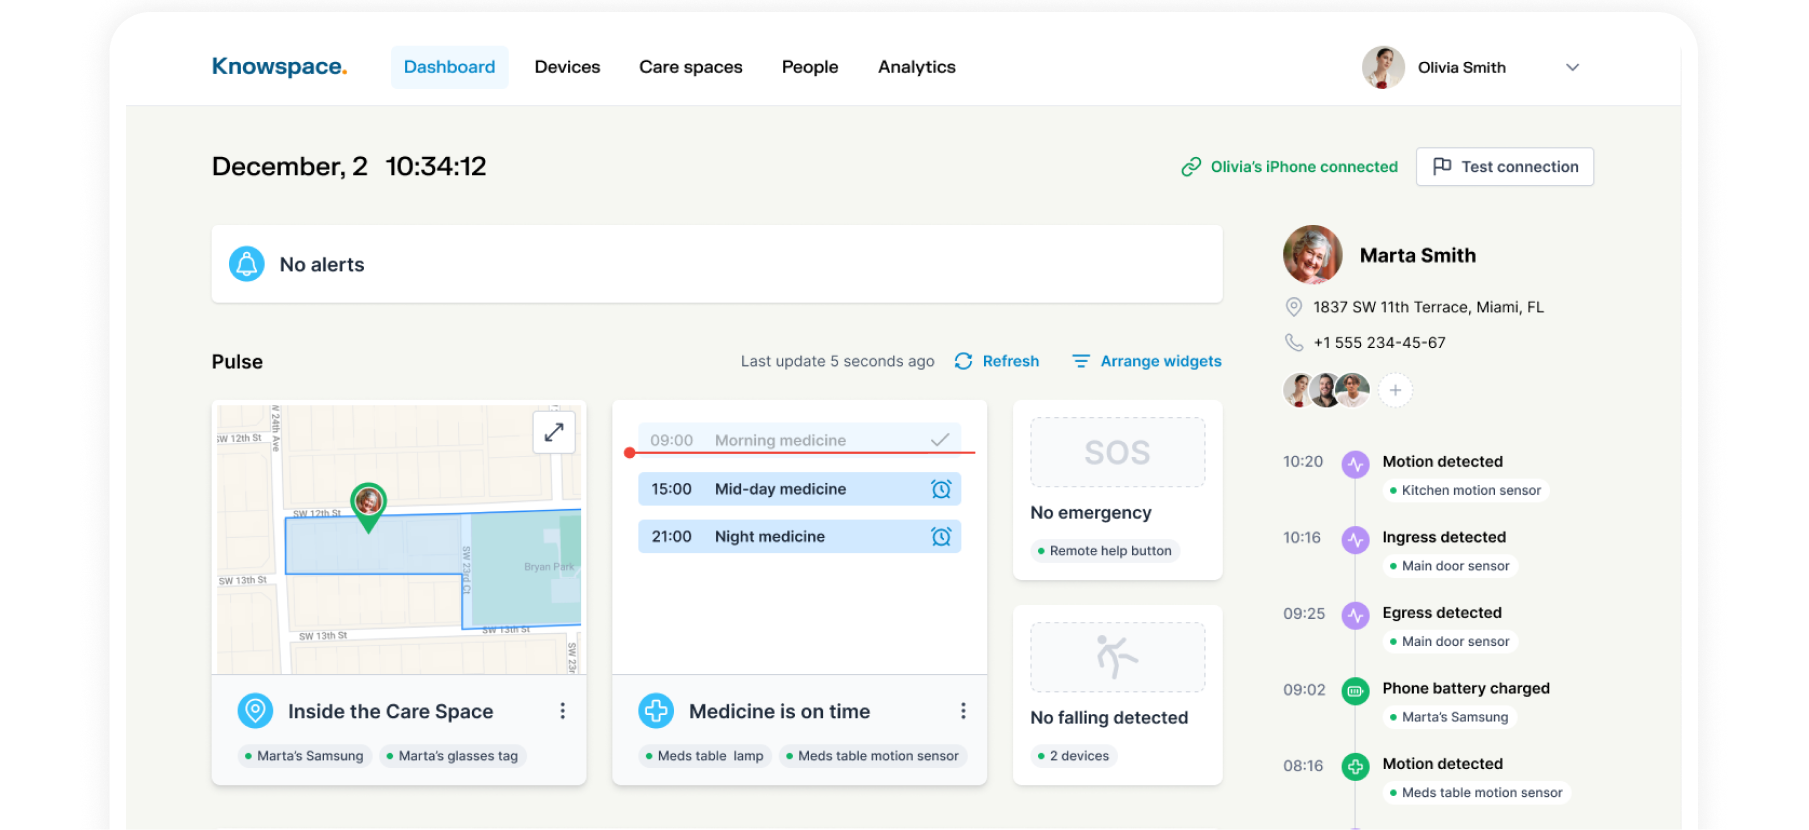 Knowspace.
Dashboard
Devices
Care spaces
People
Analytics
Olivia Smith
December, 2 10:34:12
Olivia's iPhone connected
Test connection
No alerts
Pulse
Last update 5 seconds ago
Refresh
Arrange widgets
SW 12th St
W 24th Ave
SW 12th St
SW 23rd Ct
Bryan Park
SW 13th St
SW 13th St
SW 13th St
SW 23r
Inside the Care Space
Marta's Samsung
Marta's glasses tag
09:00 Morning medicine
15:00 Mid-day medicine
21:00 Night medicine
Medicine is on time
Meds table lamp
Meds table motion sensor
SOS
No emergency
Remote help button
No falling detected
2 devices
Marta Smith
1837 SW 11th Terrace, Miami, FL
+1 555 234-45-67
+
10:20 Motion detected
Kitchen motion sensor
10:16 Ingress detected
Main door sensor
09:25 Egress detected
Main door sensor
09:02 Phone battery charged
Marta's Samsung
08:16 Motion detected
Meds table motion sensor